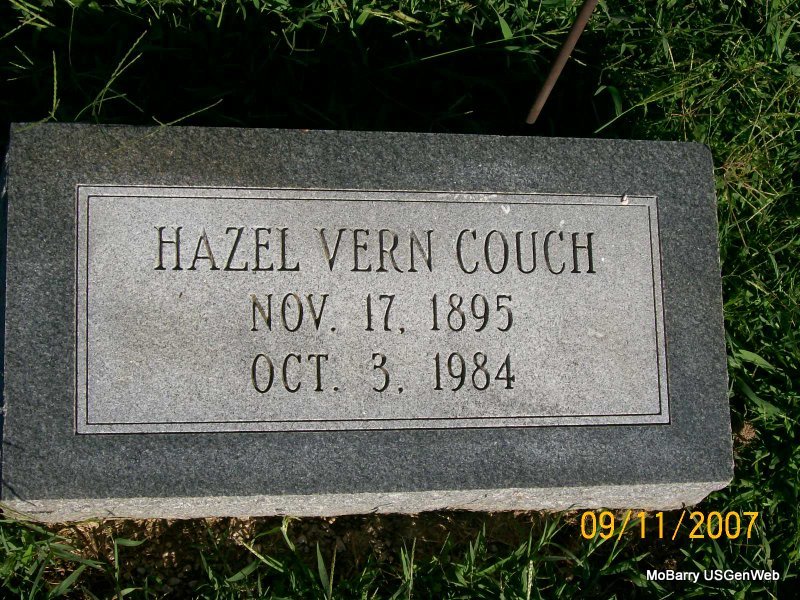 HAZEL VERN COUCH
NOV. 17, 1895
OCT. 3, 1984
09/11/2007
MoBarry USGenWeb